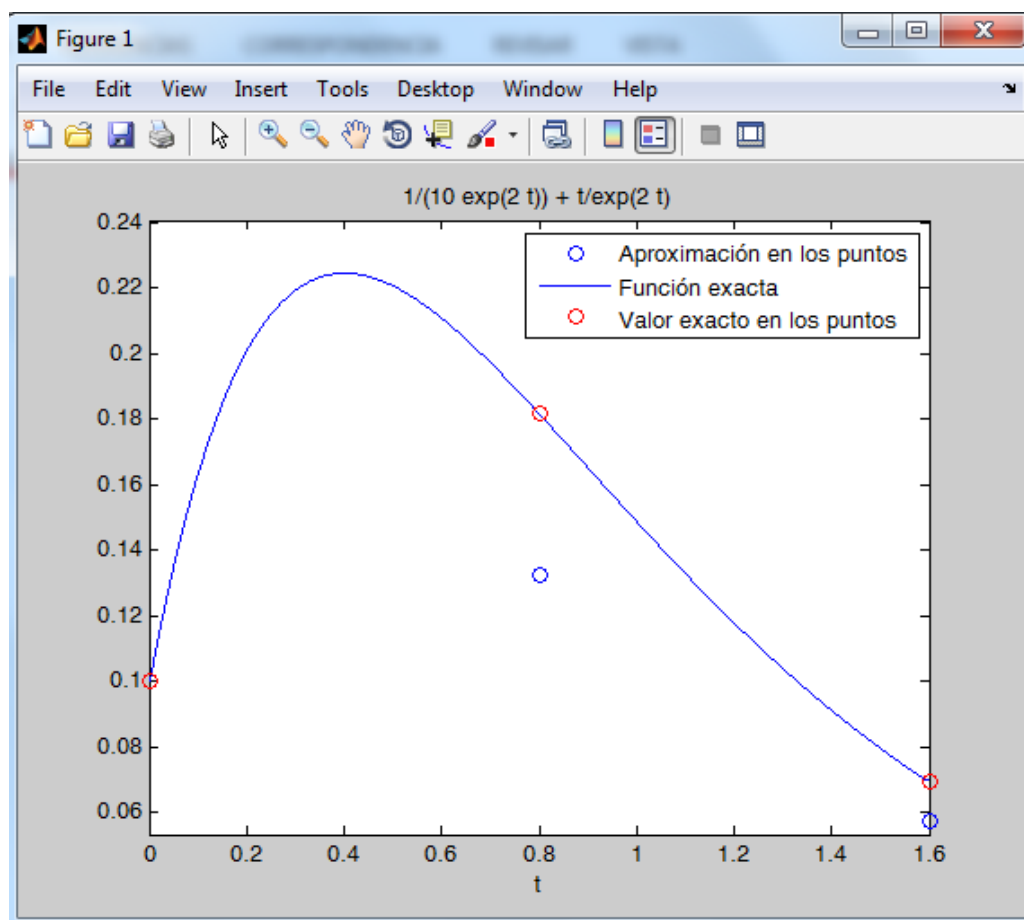 Figure 1
File Edit View Insert Tools Desktop Window Help
1/(10 exp(2 t)) + t/exp(2 t)
0.24
0.22
0.2
0.18
0.16
0.14
0.12
0.1
0.08
0.06
Aproximación en los puntos
Función exacta
Valor exacto en los puntos
0 0.2 0.4 0.6 0.8 1 1.2 1.4 1.6
t